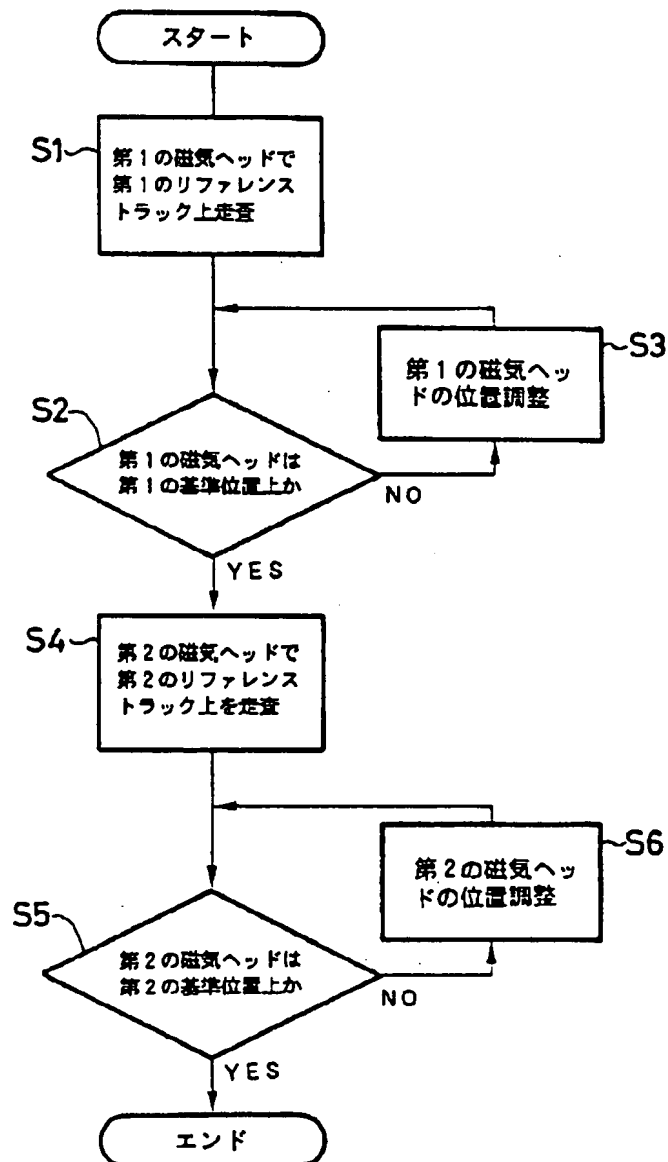 スタート
S1
第1の磁気ヘッドで
第1のリファレンス
トラック上走査
S3
第1の磁気ヘッ
ドの位置調整
S2
第1の磁気ヘッドは
第1の基準位置上か
NO
YES
S4
第2の磁気ヘッドで
第2のリファレンス
トラック上を走査
S6
第2の磁気ヘッ
ドの位置調整
S5
第2の磁気ヘッドは
第2の基準位置上か
NO
YES
エンド